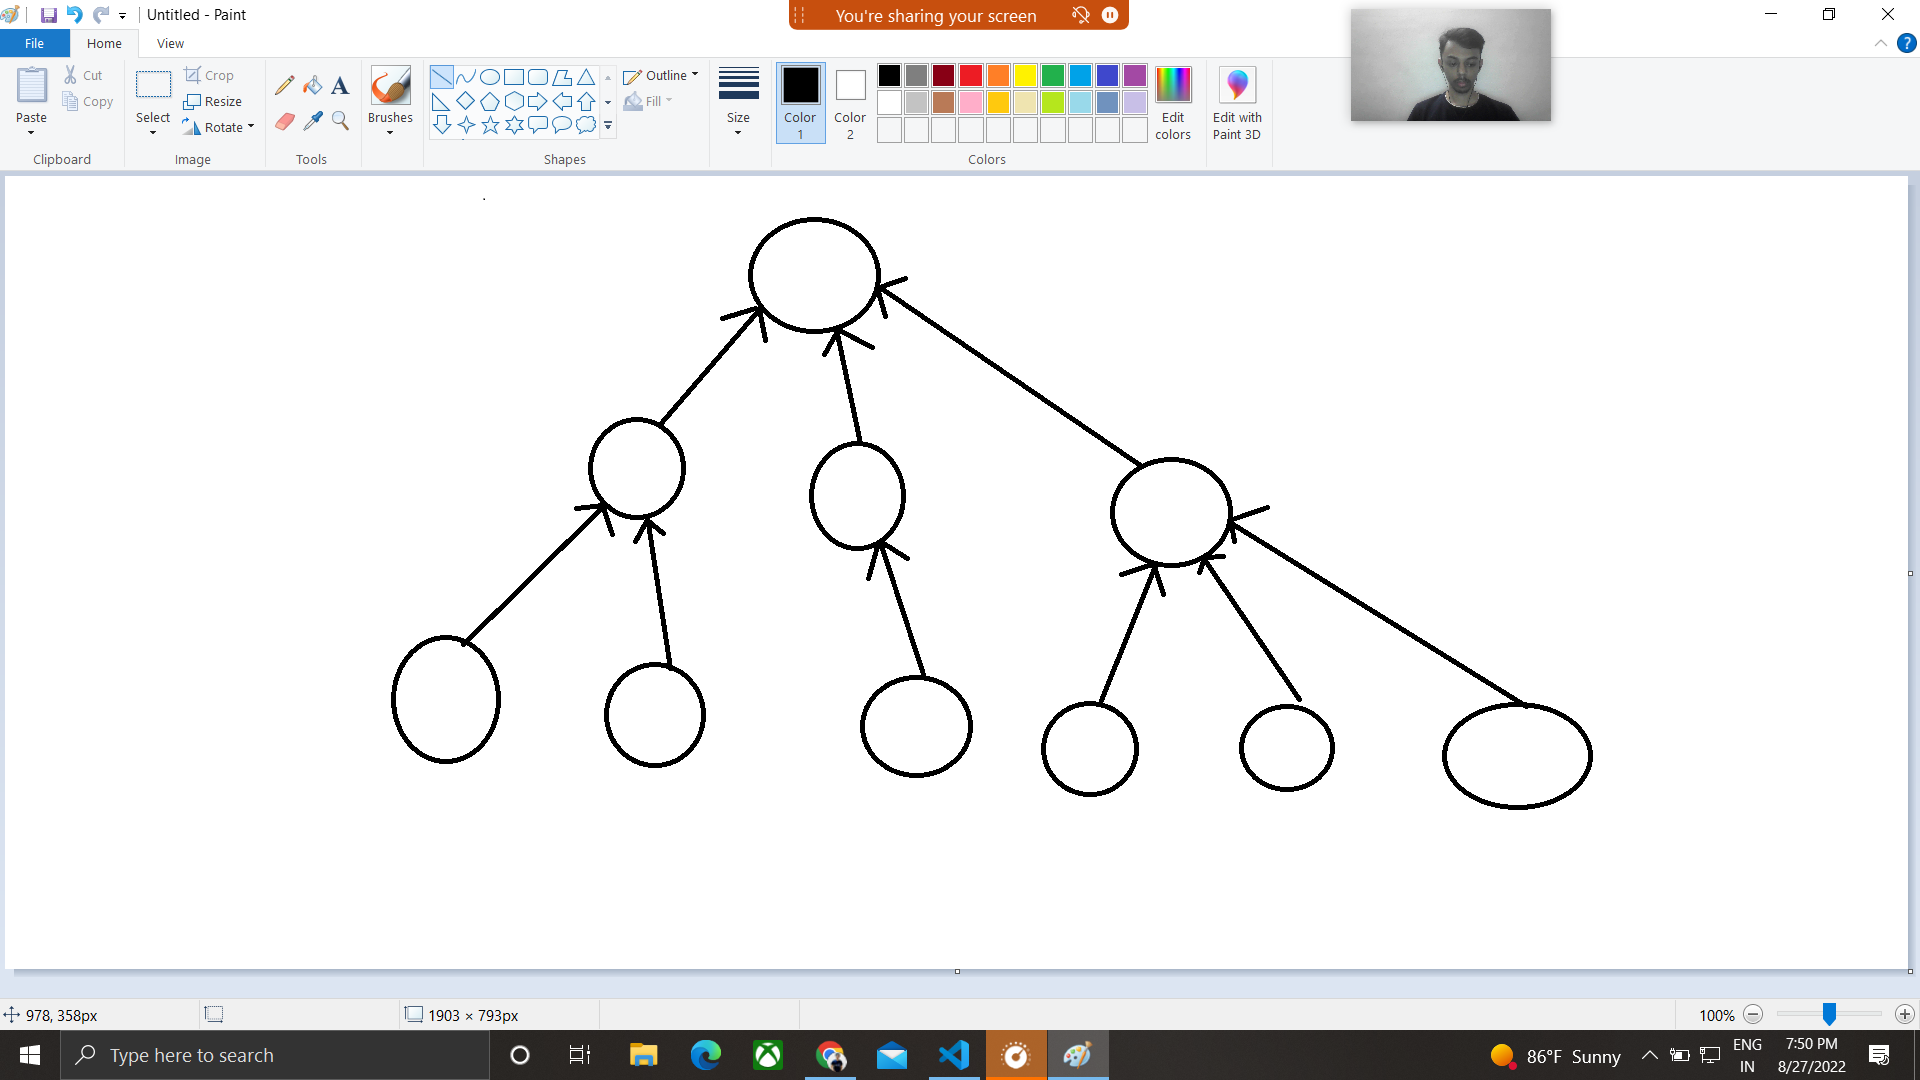 Untitled - Paint
You're sharing your screen
File
Home
View
Paste
Cut
Copy
Clipboard
Select
Crop
Resize
Rotate
Image
A
Tools
Brushes
Shapes
Outline
Fill
Size
Color 1
Color 2
Colors
Edit colors
Edit with Paint 3D
?
978, 358px
1903 × 793px
100%
Type here to search
86°F Sunny
ENG
IN
7:50 PM
8/27/2022